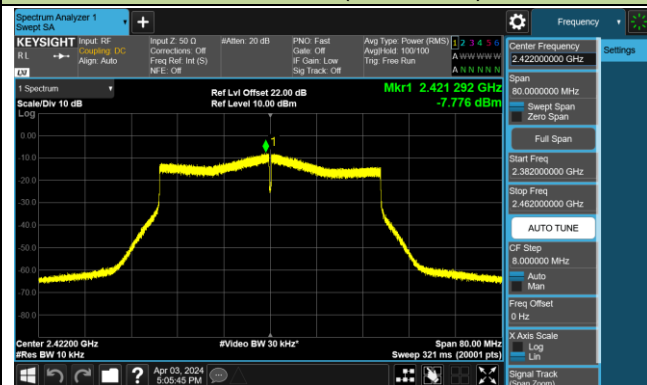 Spectrum Analyzer 1
Swept SA
+
Frequency
KEYSIGHT
RL
LXI
Input: RF
Coupling: DC
Align: Auto
Input Z: 50 Ω
Corrections: Off
Freq Ref: Int (S)
NFE: Off
#Atten: 20 dB
PNO: Fast
Gate: Off
IF Gain: Low
Sig Track: Off
Avg Type: Power (RMS)
Avg|Hold: 100/100
Trig: Free Run
1 2 3 4 5 6
A W W W W W
A N N N N N
1 Spectrum
Scale/Div 10 dB
Log
Ref Lvl Offset 22.00 dB
Ref Level 10.00 dBm
Mkr1 2.421 292 GHz
-7.776 dBm
1
0.00
-10.0
-20.0
-30.0
-40.0
-50.0
-60.0
-70.0
-80.0
Center 2.42200 GHz
#Res BW 10 kHz
#Video BW 30 kHz*
Span 80.00 MHz
Sweep 321 ms (20001 pts)
Center Frequency
2.422000000 GHz
Settings
Span
80.0000000 MHz
Swept Span
Zero Span
Full Span
Start Freq
2.382000000 GHz
Stop Freq
2.462000000 GHz
AUTO TUNE
CF Step
8.000000 MHz
Auto
Man
Freq Offset
0 Hz
X Axis Scale
Log
Lin
Signal Track
(Span Zoom)
?
Apr 03, 2024
5:05:45 PM